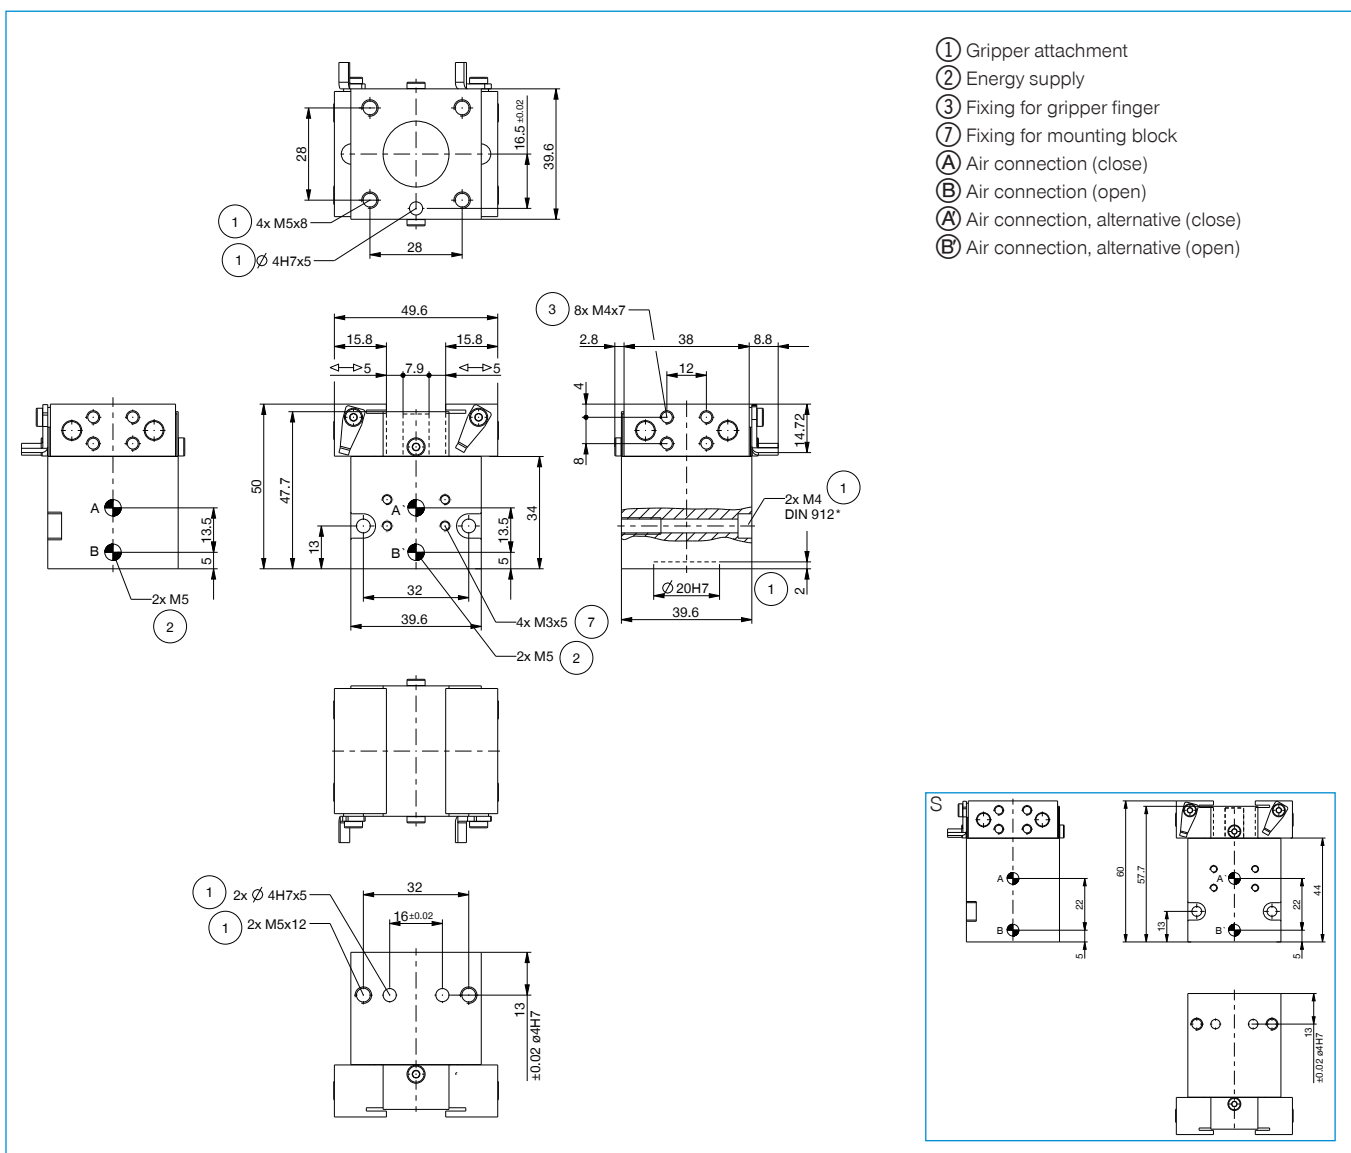 ① Gripper attachment
② Energy supply
③ Fixing for gripper finger
⑦ Fixing for mounting block
Ⓐ Air connection (close)
Ⓑ Air connection (open)
A' Air connection, alternative (close)
B' Air connection, alternative (open)
28
16.5 ±0.02
39.6
1 4x M5x8
1 Ø 4H7x5
28
49.6
15.8 15.8
5 7.9 5
3 8x M4x7
2.8 38 8.8
12
4
8
14.72
A
B
13.5
5
2x M5
2
50
47.7
A`
B`
13
13.5
5
34
32
39.6
4x M3x5 7
2x M5 2
2x M4 1
DIN 912*
Ø 20H7 1
2
39.6
1 2x Ø 4H7x5
1 2x M5x12
32
16±0.02
13
±0.02 ø4H7
S
A
B
22
5
60
57.7
A`
B`
13
22
5
44
13
±0.02 ø4H7